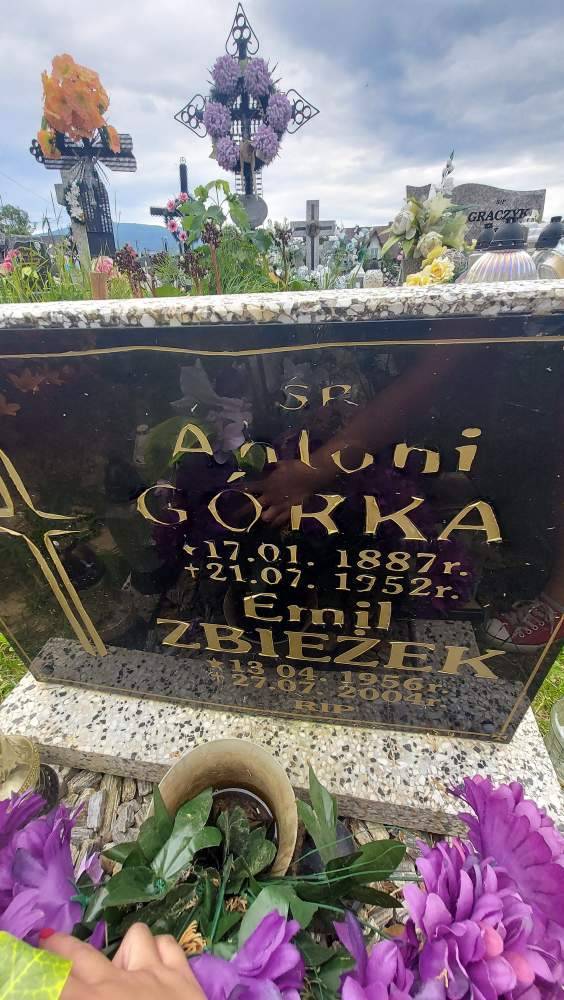 ŚP.
GRACZYK
ŚP.
Antoni
GÓRKA
*17.01. 1887r.
+21.07. 1952r.
Emil
ZBIEŻEK
*13.04. 1956r.
+27.07. 2004r.
RIP